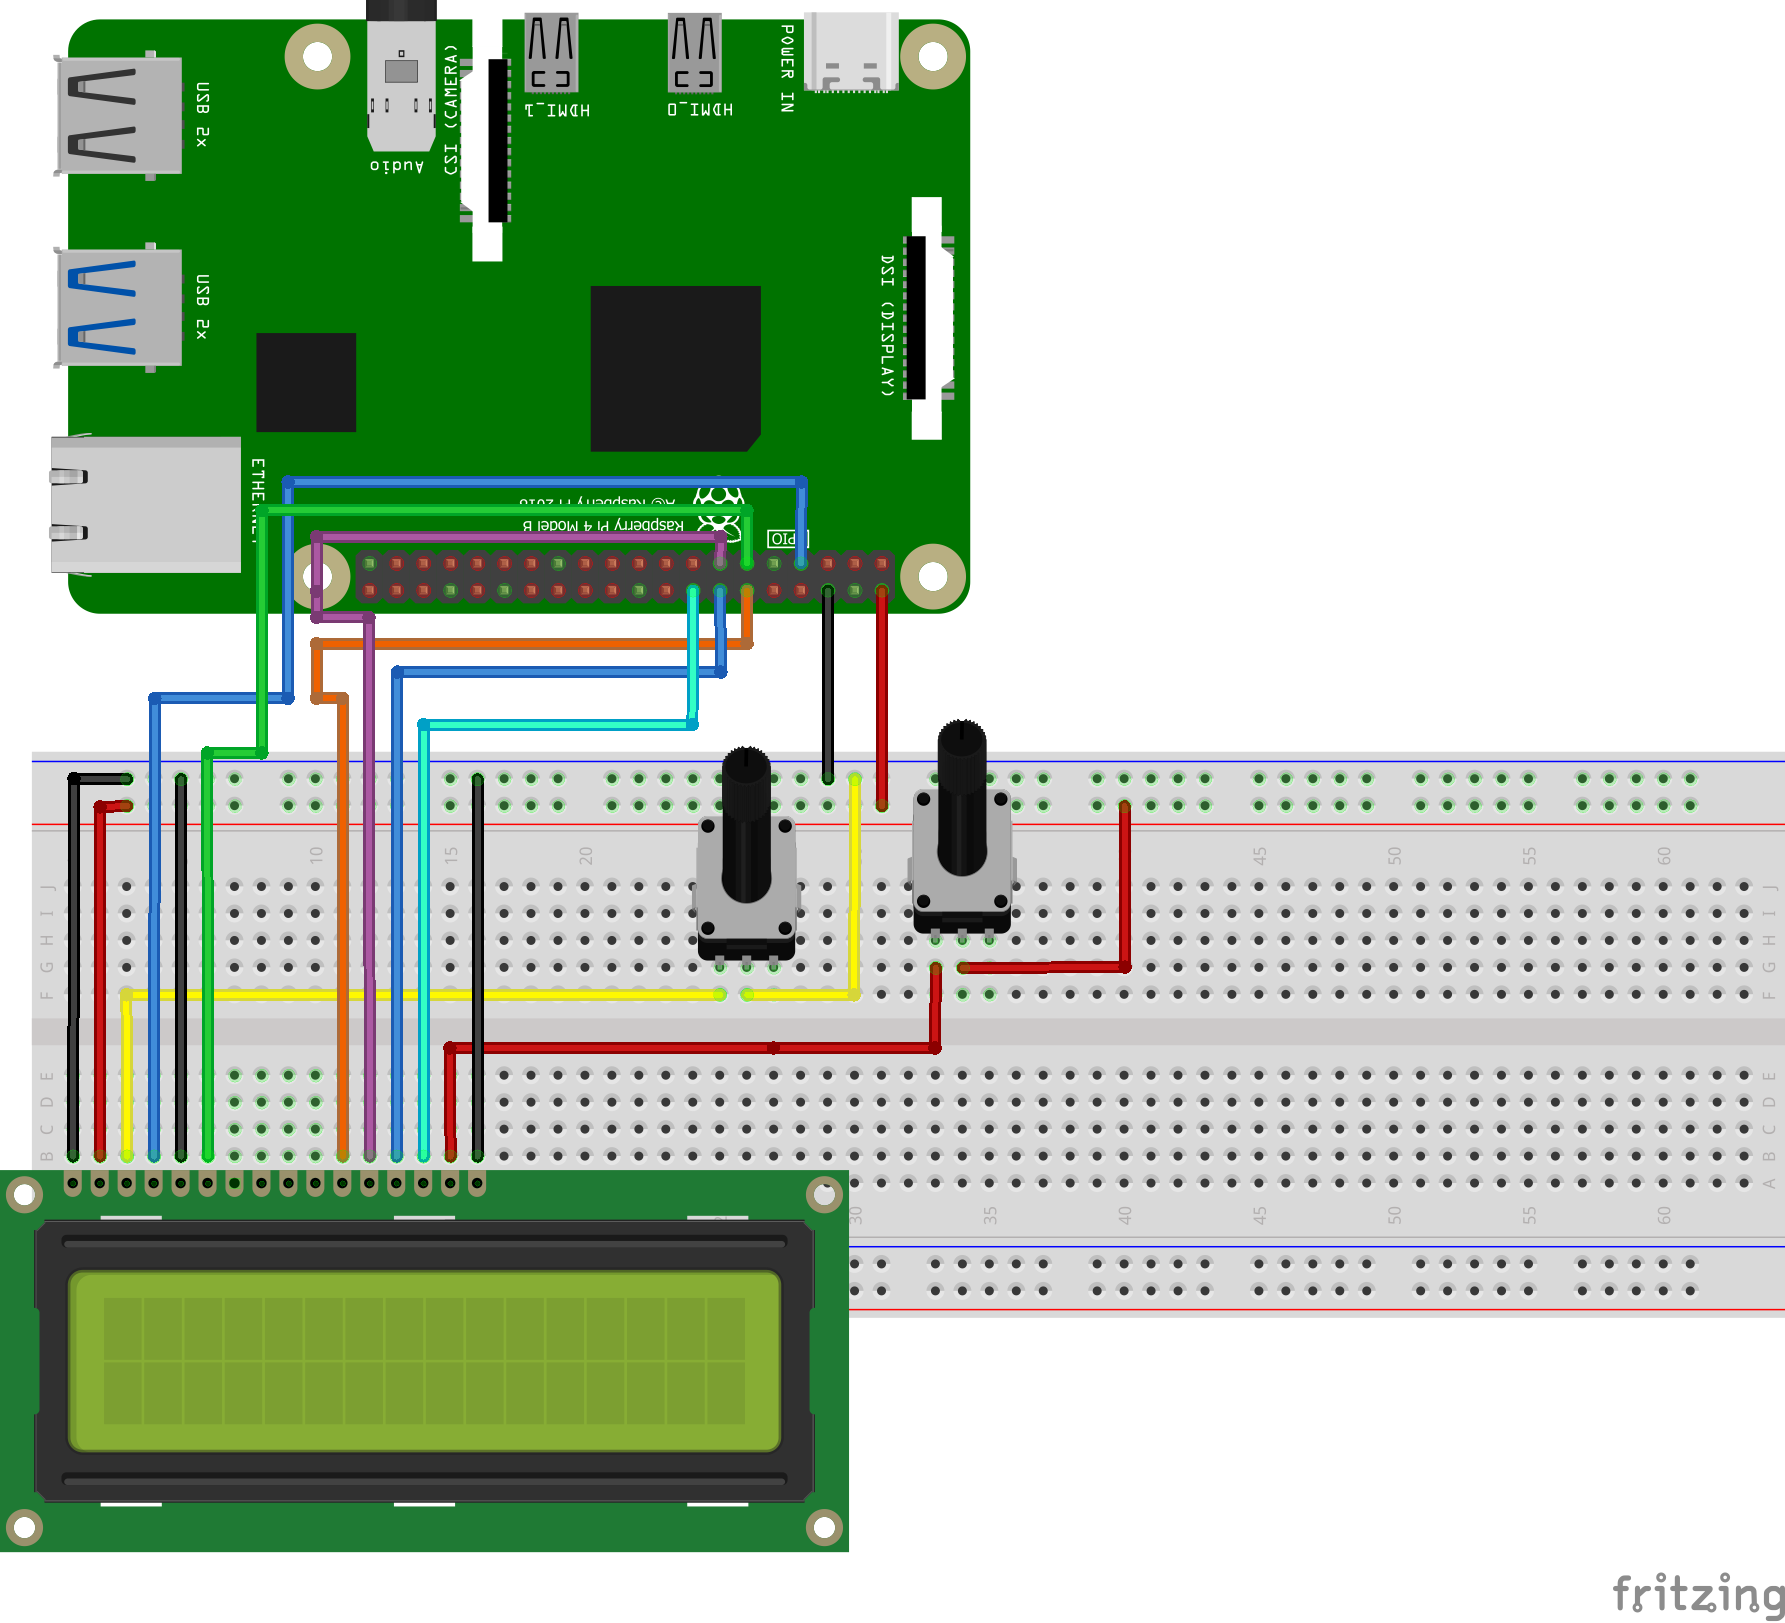 POWER IN
HDMI_0
HDMI_1
CSI (CAMERA)
Audio
USB 2x
USB 2x
DSI (DISPLAY)
ETHERNET
Raspberry Pi 2018
Raspberry Pi 4 Model B
GPIO
10 15 20 45 50 55 60
J J
I I
H H
G G
F F
E E
D D
C C
B B
A
30 35 40 45 50 55 60
fritzing